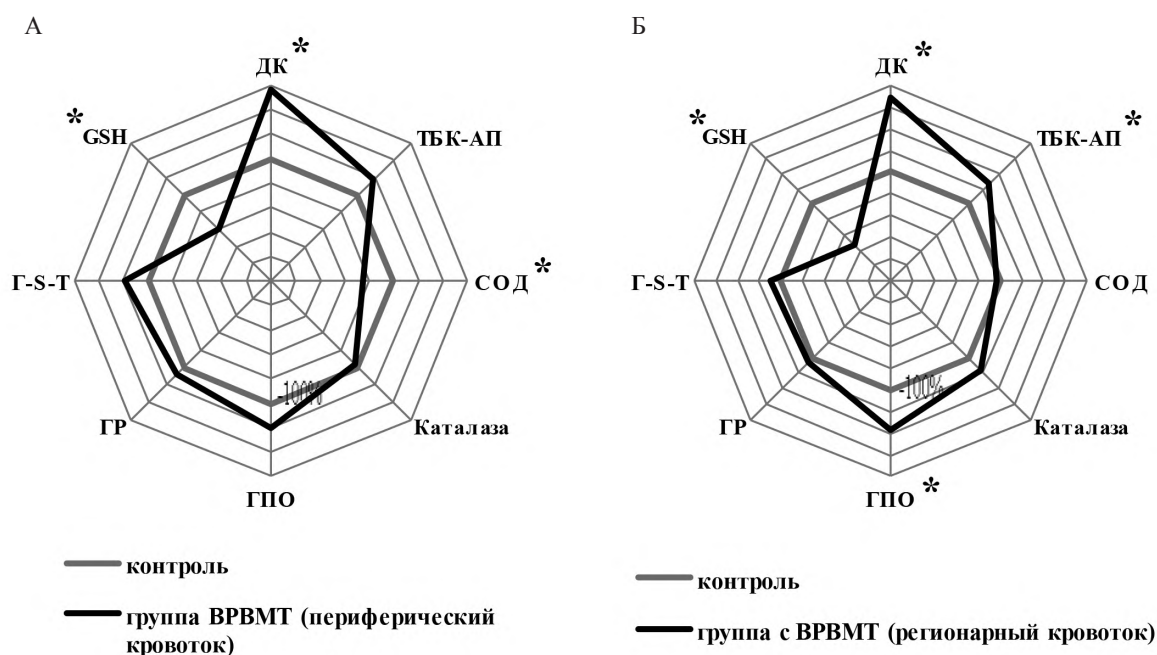 А
ДК *
ТБК-АП
СОД *
Каталаза
ГПО
ГР
Г-S-T
* GSH
-100%
контроль
группа ВРВМТ (периферический
кровоток)
Б
ДК *
ТБК-АП *
СОД
Каталаза
ГПО *
ГР
Г-S-T
* GSH
-100%
контроль
группа с ВРВМТ (регионарный кровоток)